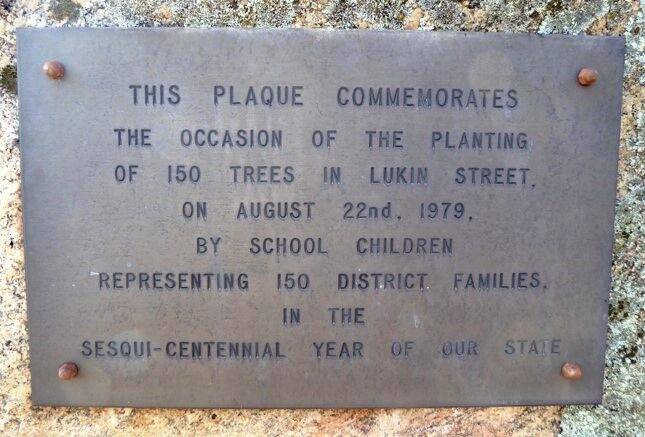 THIS PLAQUE COMMEMORATES
THE OCCASION OF THE PLANTING
OF 150 TREES IN LUKIN STREET,
ON AUGUST 22nd, 1979,
BY SCHOOL CHILDREN
REPRESENTING 150 DISTRICT FAMILIES,
IN THE
SESQUI-CENTENNIAL YEAR OF OUR STATE